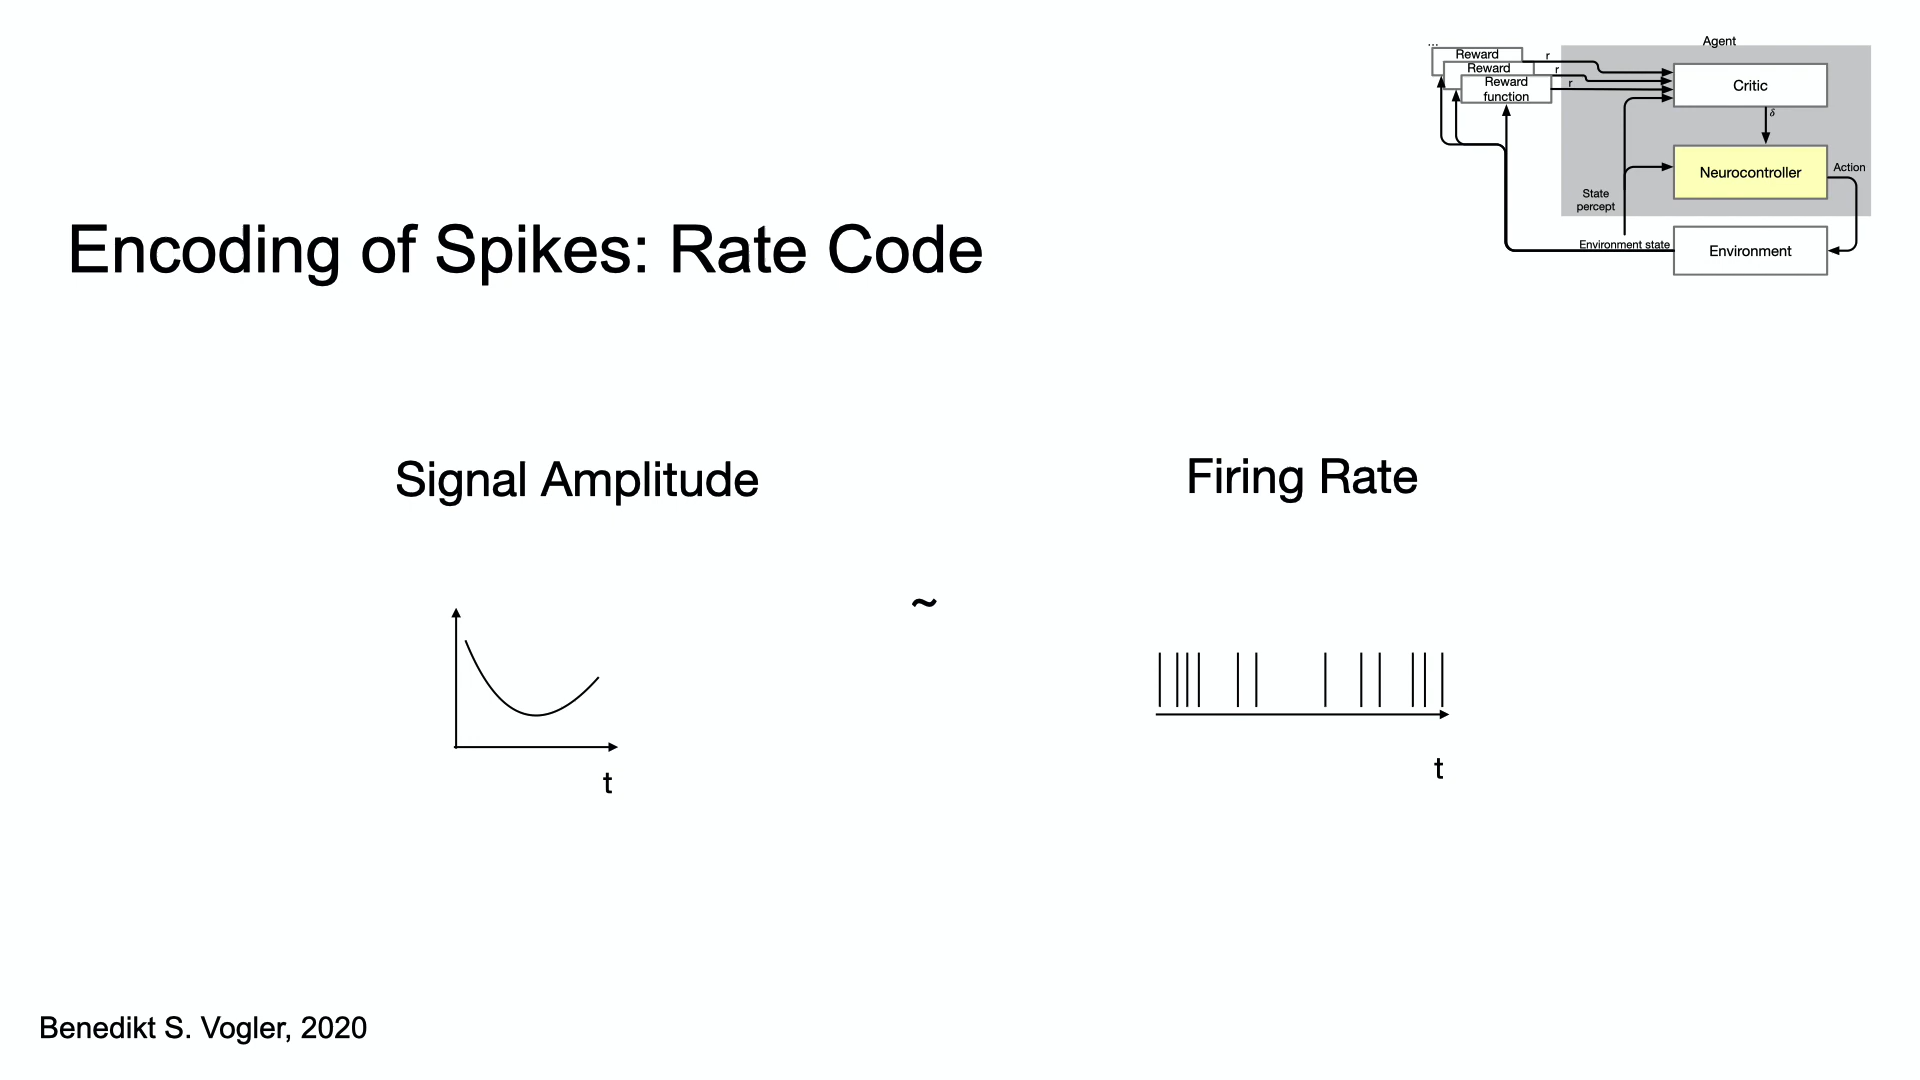 Encoding of Spikes: Rate Code
...
Reward
Reward
Reward
function
r
r
r
Agent
Critic
δ
Neurocontroller
Action
State
percept
Environment state
Environment
Signal Amplitude
Firing Rate
~
t
t
Benedikt S. Vogler, 2020